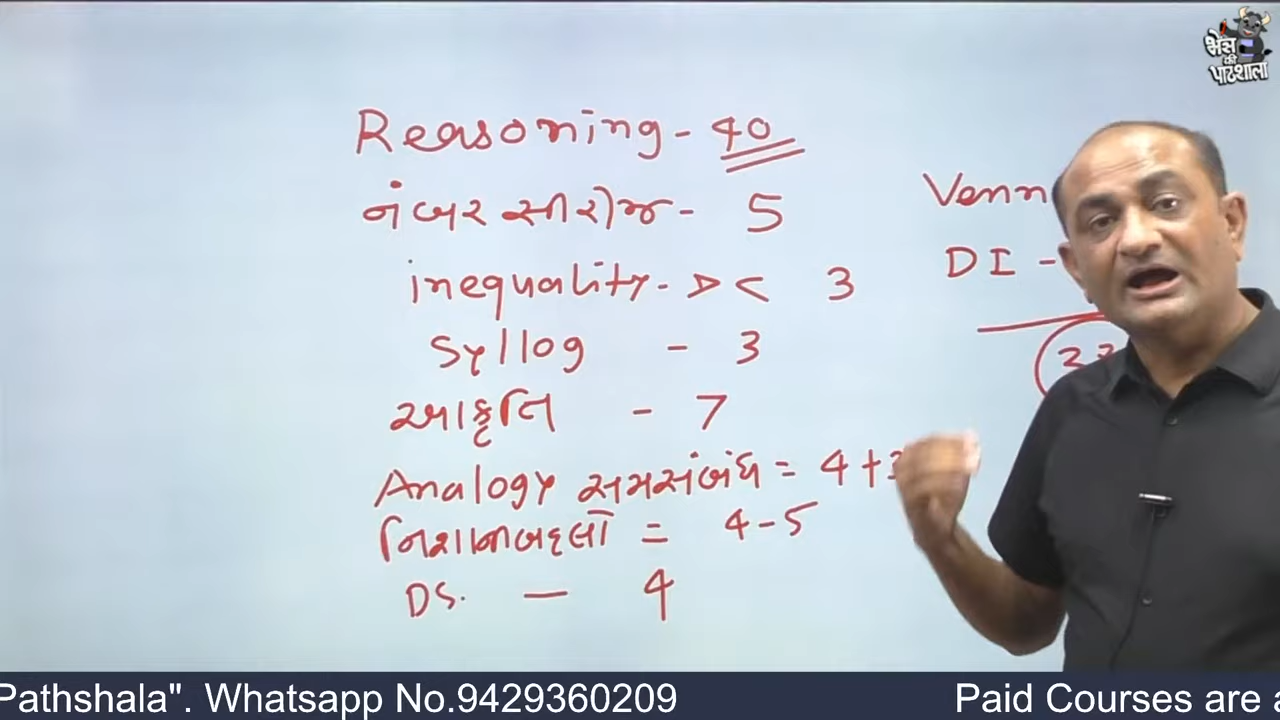 भैंस
की
पाठशाला
Reasoning - 40
નંબર સીરીજ - 5
inequality - > < 3
Syllog - 3
આકૃતિ - 7
Analogy સમસંબંધ = 4 +
નિશાનબદલો = 4-5
DS. - 4
Venn
DI -
Pathshala". Whatsapp No.9429360209
Paid Courses are a